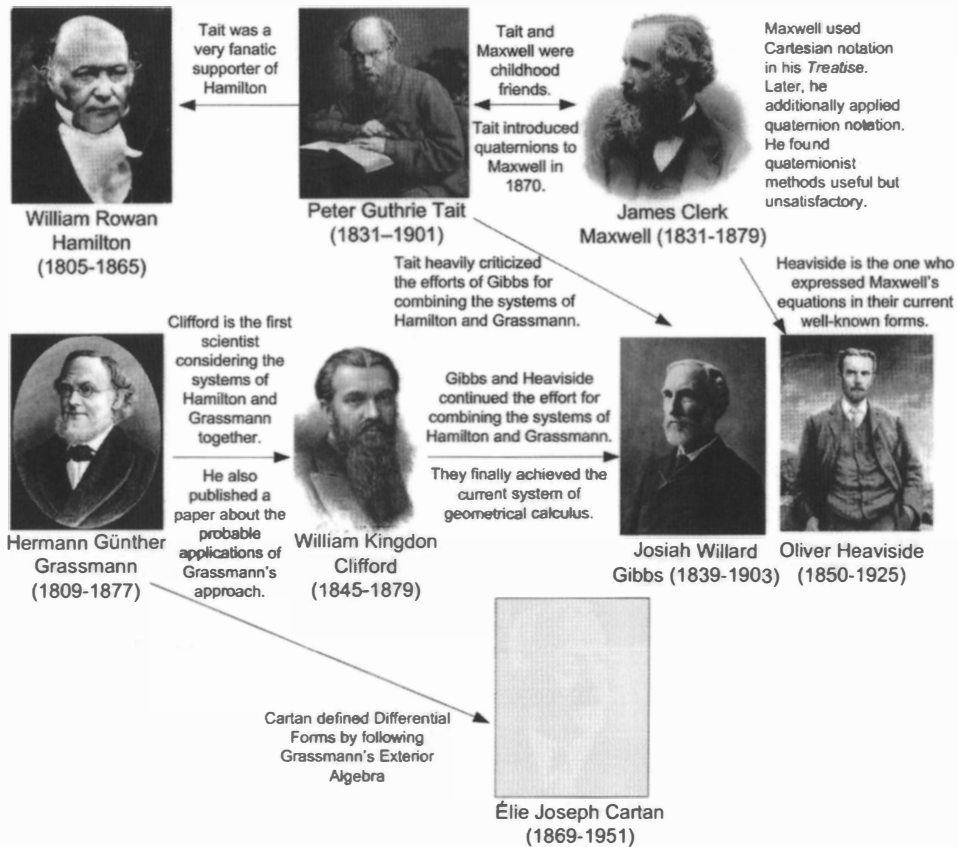 Tait was a
very fanatic
supporter of
Hamilton
Tait and
Maxwell were
childhood
friends.
Tait introduced
quaternions to
Maxwell in
1870.
Maxwell used
Cartesian notation
in his Treatise.
Later, he
additionally applied
quaternion notation.
He found
quaternionist
methods useful but
unsatisfactory.
William Rowan
Hamilton
(1805-1865)
Peter Guthrie Tait
(1831–1901)
James Clerk
Maxwell (1831-1879)
Tait heavily criticized
the efforts of Gibbs for
combining the systems of
Hamilton and Grassmann.
Heaviside is the one who
expressed Maxwell's
equations in their current
well-known forms.
Clifford is the first
scientist
considering the
systems of
Hamilton and
Grassmann
together.
He also
published a
paper about the
probable
applications of
Grassmann's
approach.
Gibbs and Heaviside
continued the effort for
combining the systems of
Hamilton and Grassmann.
They finally achieved the
current system of
geometrical calculus.
Hermann Günther
Grassmann
(1809-1877)
William Kingdon
Clifford
(1845-1879)
Josiah Willard
Gibbs (1839-1903)
Oliver Heaviside
(1850-1925)
Cartan defined Differential
Forms by following
Grassmann's Exterior
Algebra
Élie Joseph Cartan
(1869-1951)